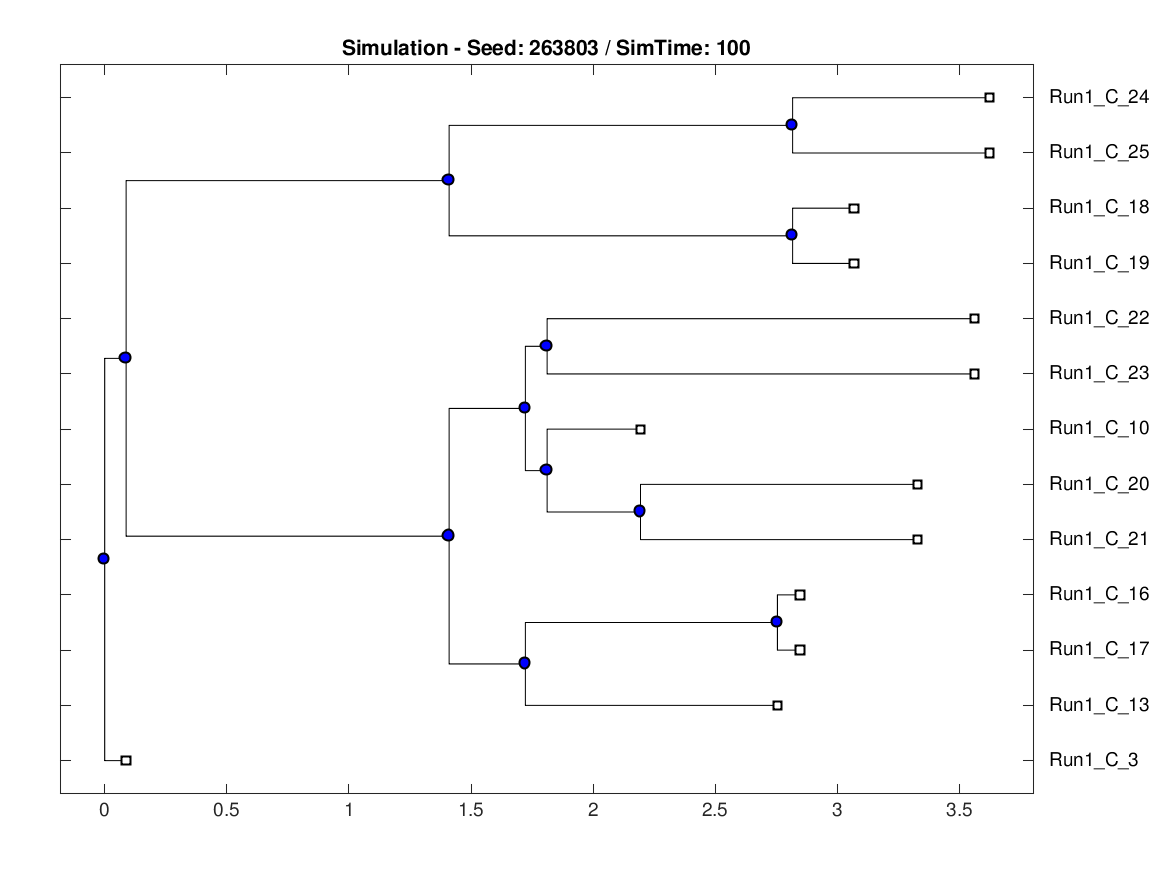 Simulation - Seed: 263803 / SimTime: 100
Run1_C_24
Run1_C_25
Run1_C_18
Run1_C_19
Run1_C_22
Run1_C_23
Run1_C_10
Run1_C_20
Run1_C_21
Run1_C_16
Run1_C_17
Run1_C_13
Run1_C_3
0 0.5 1 1.5 2 2.5 3 3.5